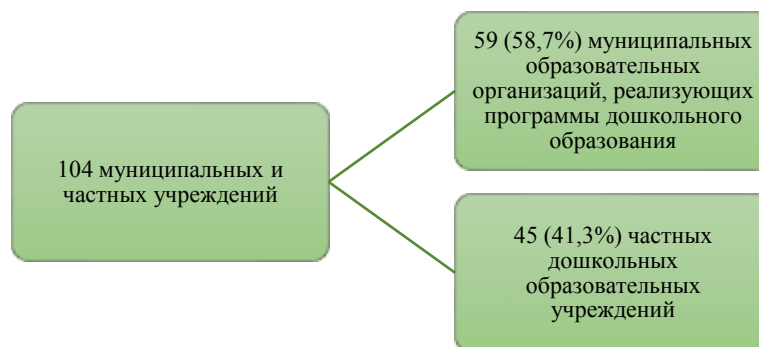 104 муниципальных и
частных учреждений
59 (58,7%) муниципальных
образовательных
организаций, реализующих
программы дошкольного
образования
45 (41,3%) частных
дошкольных
образовательных
учреждений